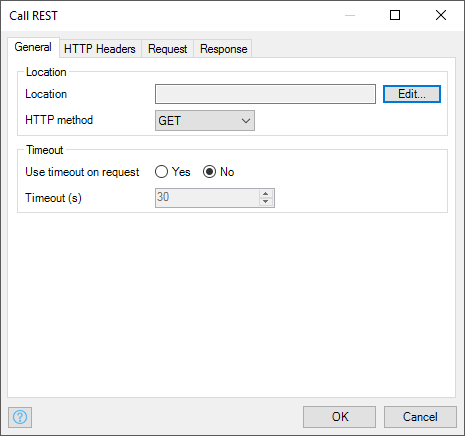 Call REST
General HTTP Headers Request Response
Location
Location Edit...
HTTP method GET
Timeout
Use timeout on request Yes No
Timeout (s) 30
? OK Cancel